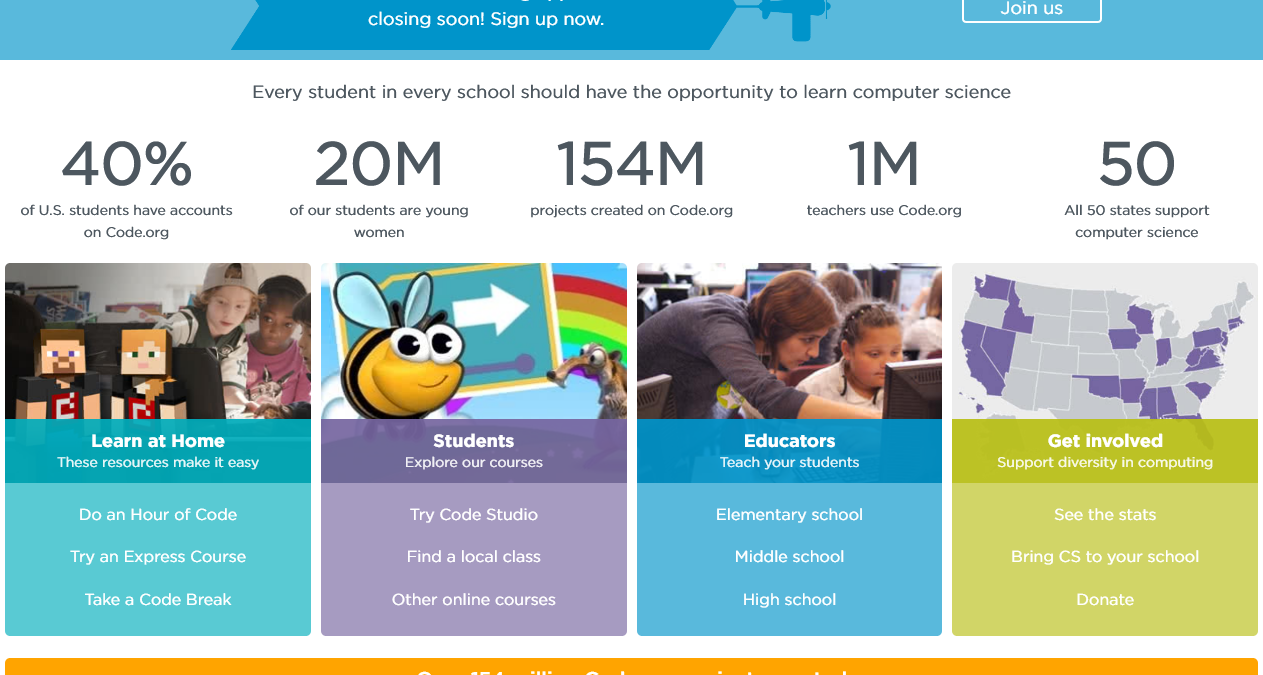 closing soon! Sign up now.
Join us
Every student in every school should have the opportunity to learn computer science
40%
of U.S. students have accounts
on Code.org
20M
of our students are young
women
154M
projects created on Code.org
1M
teachers use Code.org
50
All 50 states support
computer science
Learn at Home
These resources make it easy
Do an Hour of Code
Try an Express Course
Take a Code Break
Students
Explore our courses
Try Code Studio
Find a local class
Other online courses
Educators
Teach your students
Elementary school
Middle school
High school
Get involved
Support diversity in computing
See the stats
Bring CS to your school
Donate